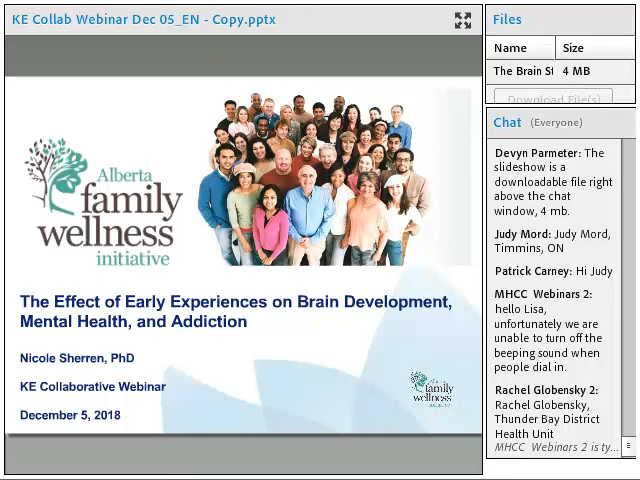 KE Collab Webinar Dec 05_EN - Copy.pptx
Alberta
family
wellness
initiative
The Effect of Early Experiences on Brain Development,
Mental Health, and Addiction
Nicole Sherren, PhD
KE Collaborative Webinar
December 5, 2018
family
wellness
Files
Name Size
The Brain St 4 MB
Download File(s)
Chat (Everyone)
Devyn Parmeter: The
slideshow is a
downloadable file right
above the chat
window, 4 mb.
Judy Mord: Judy Mord,
Timmins, ON
Patrick Carney: Hi Judy
MHCC Webinars 2:
hello Lisa,
unfortunately we are
unable to turn off the
beeping sound when
people dial in.
Rachel Globensky 2:
Rachel Globensky,
Thunder Bay District
Health Unit
MHCC Webinars 2 is ty...